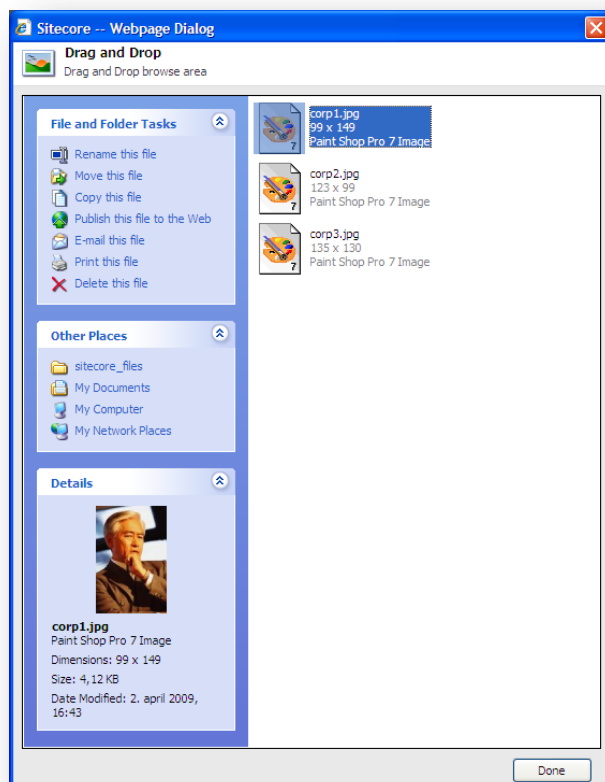 Sitecore -- Webpage Dialog
Drag and Drop
Drag and Drop browse area
File and Folder Tasks
Rename this file
Move this file
Copy this file
Publish this file to the Web
E-mail this file
Print this file
Delete this file
Other Places
sitecore_files
My Documents
My Computer
My Network Places
Details
corp1.jpg
Paint Shop Pro 7 Image
Dimensions: 99 x 149
Size: 4,12 KB
Date Modified: 2. april 2009,
16:43
corp1.jpg
99 x 149
Paint Shop Pro 7 Image
7
corp2.jpg
123 x 99
Paint Shop Pro 7 Image
7
corp3.jpg
135 x 130
Paint Shop Pro 7 Image
7
Done